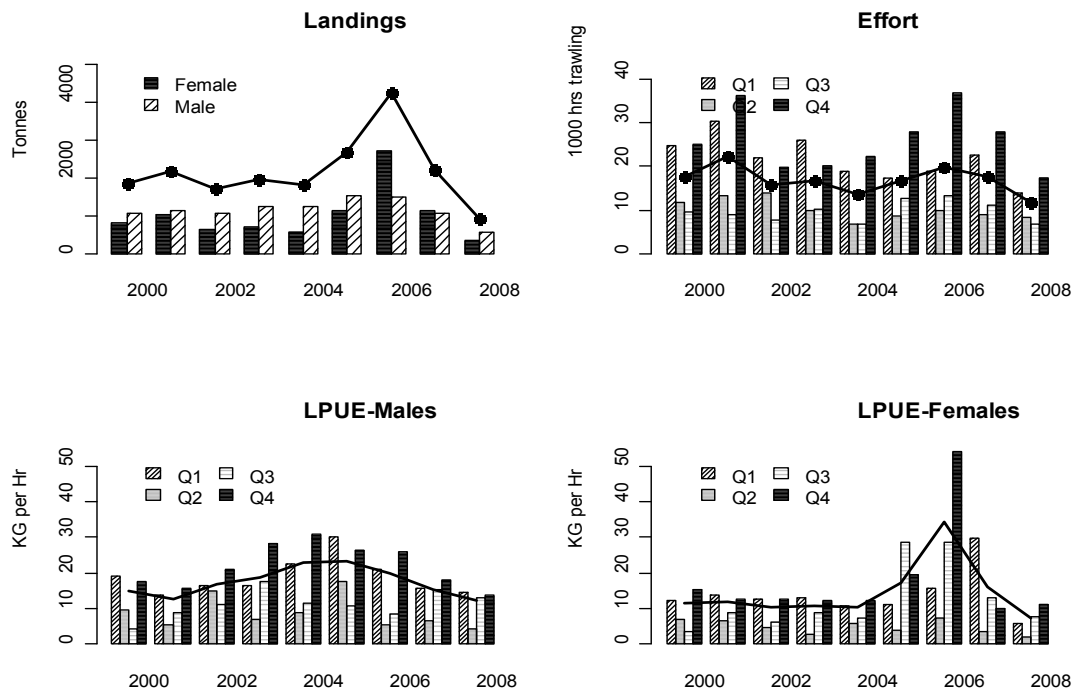 Landings
Tonnes
4000
2000
0
Female
Male
2000 2002 2004 2006 2008
Effort
1000 hrs trawling
40
30
20
10
0
Q1 Q3
Q2 Q4
2000 2002 2004 2006 2008
LPUE-Males
KG per Hr
50
40
30
20
10
0
Q1 Q3
Q2 Q4
2000 2002 2004 2006 2008
LPUE-Females
KG per Hr
50
40
30
20
10
0
Q1 Q3
Q2 Q4
2000 2002 2004 2006 2008